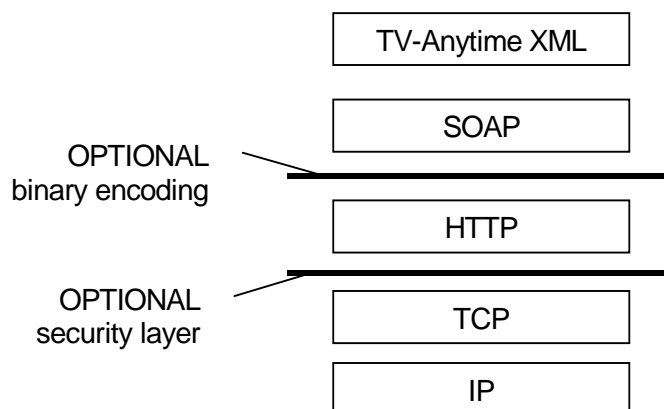 TV-Anytime XML
SOAP
OPTIONAL
binary encoding
HTTP
OPTIONAL
security layer
TCP
IP